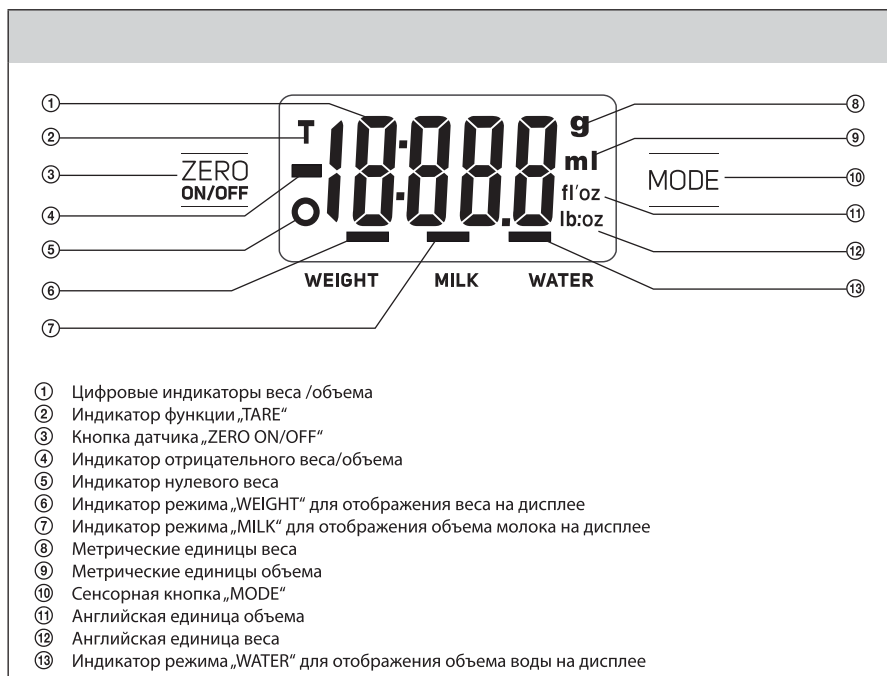 ① T 18:888 g ⑧
② ml ⑨
③ ZERO ON/OFF MODE ⑩
④ fl'oz ⑪
⑤ lb:oz ⑫
⑥ WEIGHT MILK WATER ⑬
⑦
① Цифровые индикаторы веса /объема
② Индикатор функции „TARE“
③ Кнопка датчика „ZERO ON/OFF“
④ Индикатор отрицательного веса/объема
⑤ Индикатор нулевого веса
⑥ Индикатор режима „WEIGHT“ для отображения веса на дисплее
⑦ Индикатор режима „MILK“ для отображения объема молока на дисплее
⑧ Метрические единицы веса
⑨ Метрические единицы объема
⑩ Сенсорная кнопка „MODE“
⑪ Английская единица объема
⑫ Английская единица веса
⑬ Индикатор режима „WATER“ для отображения объема воды на дисплее